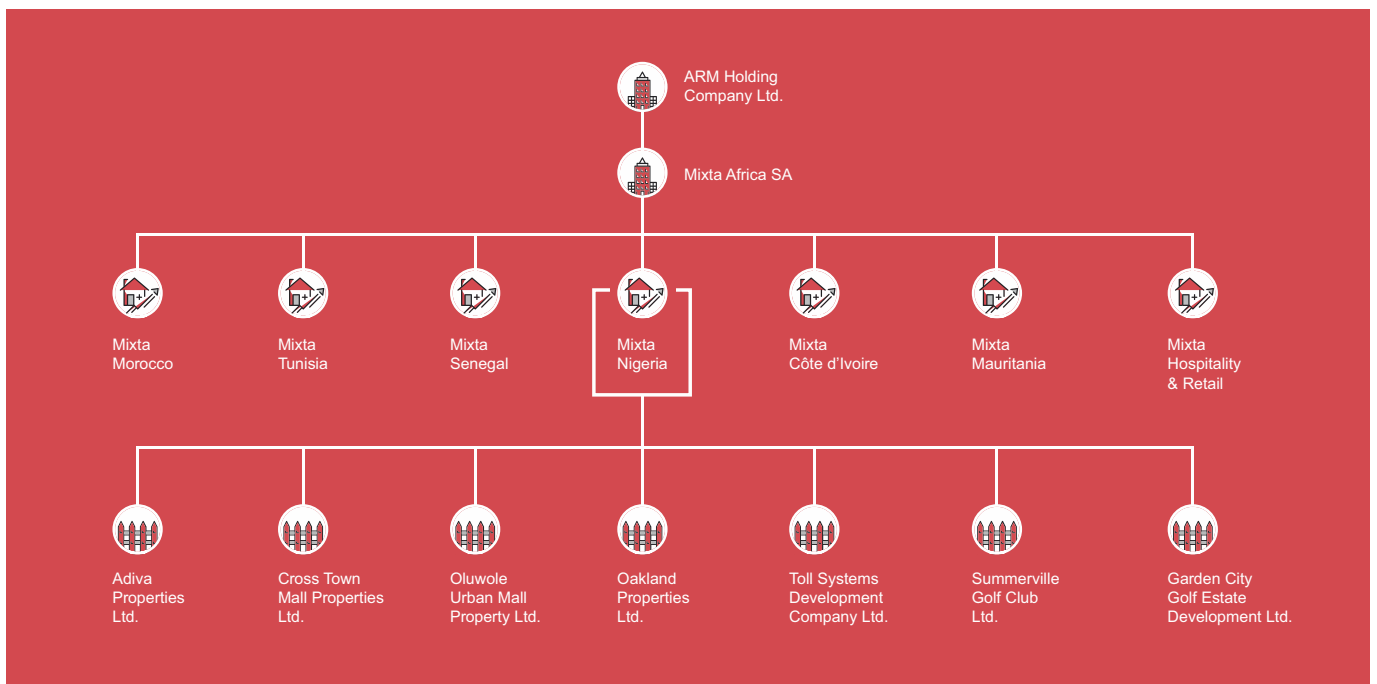 ARM Holding
Company Ltd.
Mixta Africa SA
Mixta
Morocco
Mixta
Tunisia
Mixta
Senegal
Mixta
Nigeria
Mixta
Côte d’Ivoire
Mixta
Mauritania
Mixta
Hospitality
& Retail
Adiva
Properties
Ltd.
Cross Town
Mall Properties
Ltd.
Oluwole
Urban Mall
Property Ltd.
Oakland
Properties
Ltd.
Toll Systems
Development
Company Ltd.
Summerville
Golf Club
Ltd.
Garden City
Golf Estate
Development Ltd.